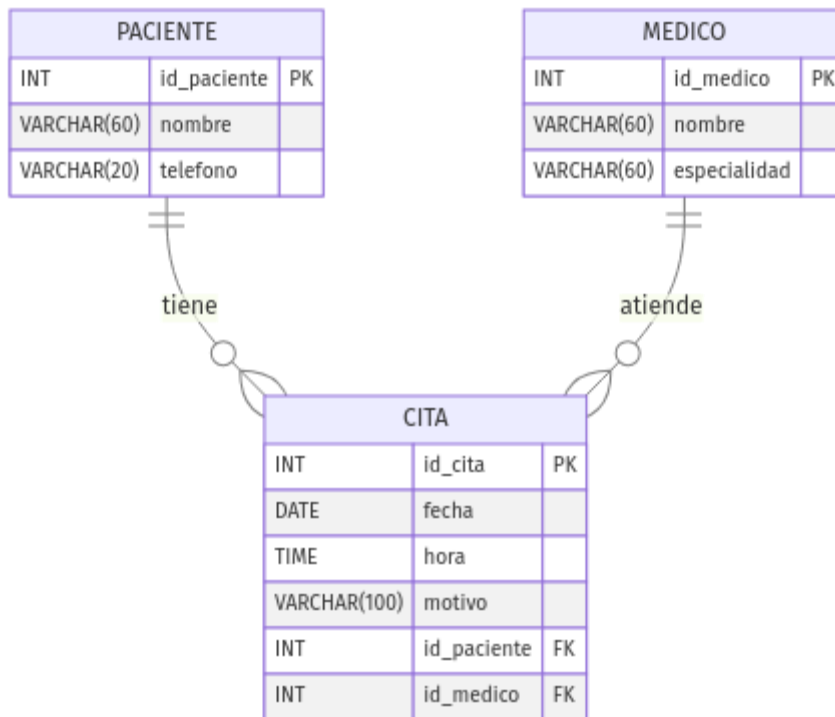 PACIENTE
INT id_paciente PK
VARCHAR(60) nombre
VARCHAR(20) telefono
MEDICO
INT id_medico PK
VARCHAR(60) nombre
VARCHAR(60) especialidad
tiene
atiende
CITA
INT id_cita PK
DATE fecha
TIME hora
VARCHAR(100) motivo
INT id_paciente FK
INT id_medico FK